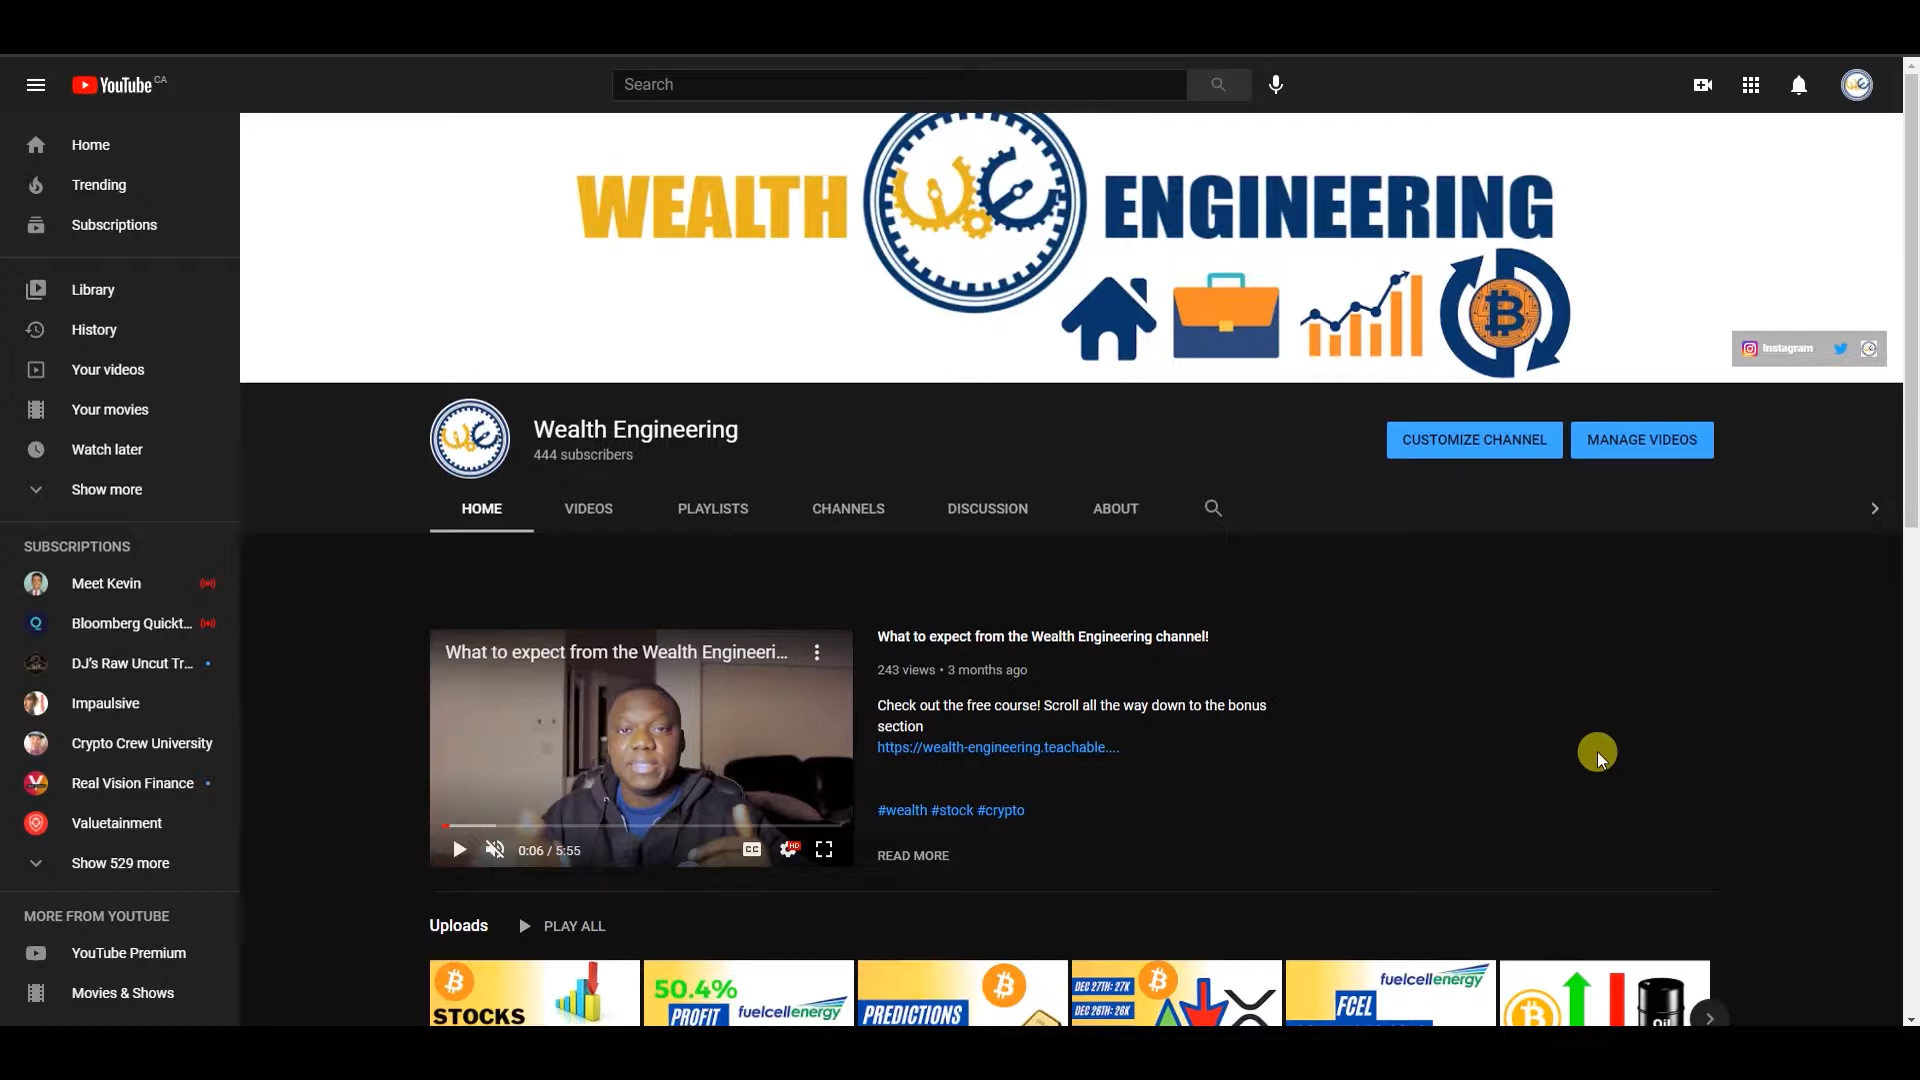 YouTube CA
Search
Home
Trending
Subscriptions
Library
History
Your videos
Your movies
Watch later
Show more
SUBSCRIPTIONS
Meet Kevin
Bloomberg Quickt...
DJ's Raw Uncut Tr...
Impaulsive
Crypto Crew University
Real Vision Finance
Valuetainment
Show 529 more
MORE FROM YOUTUBE
YouTube Premium
Movies & Shows
WEALTH WE ENGINEERING
Instagram
Wealth Engineering
444 subscribers
CUSTOMIZE CHANNEL
MANAGE VIDEOS
HOME
VIDEOS
PLAYLISTS
CHANNELS
DISCUSSION
ABOUT
What to expect from the Wealth Engineeri...
0:06 / 5:55
CC
HD
What to expect from the Wealth Engineering channel!
243 views • 3 months ago
Check out the free course! Scroll all the way down to the bonus
section
https://wealth-engineering.teachable....
#wealth #stock #crypto
READ MORE
Uploads
PLAY ALL
STOCKS
50.4%
PROFIT
fuelcellenergy
PREDICTIONS
DEC 27TH: 27K
DEC 26TH: 26K
fuelcellenergy
FCEL
Oil